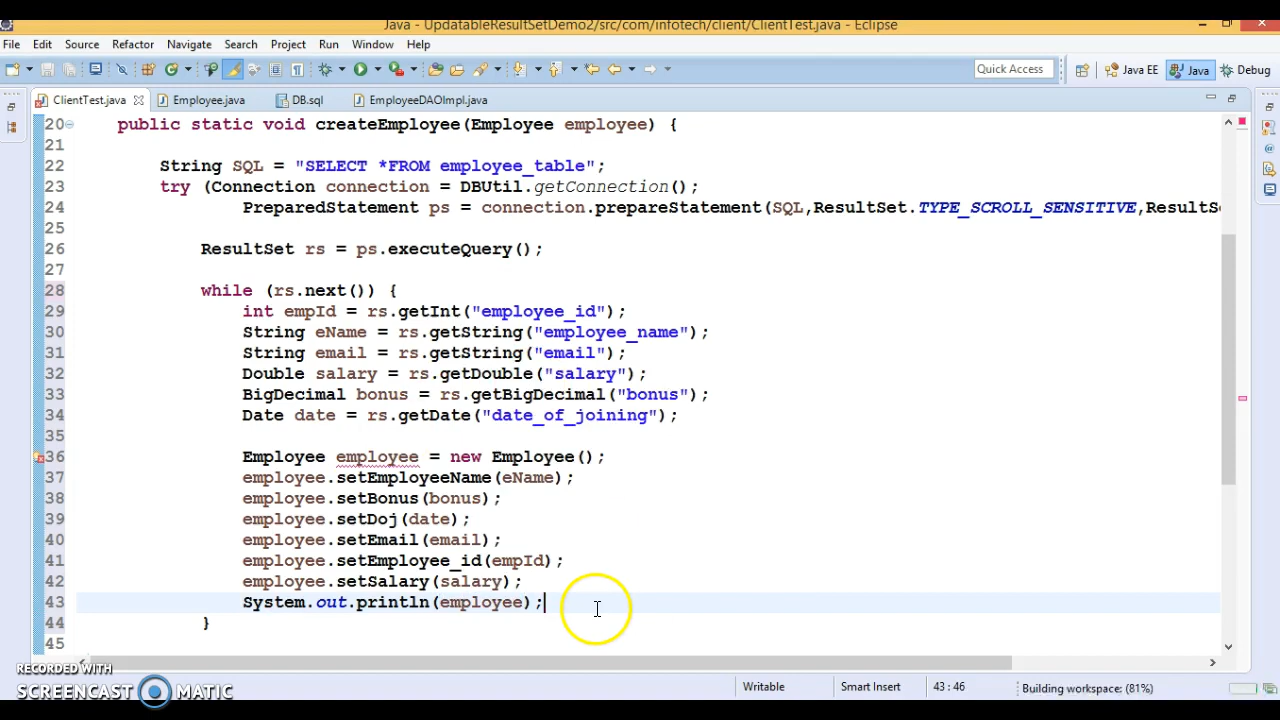 Java - UpdatableResultSetDemo2/src/com/infotech/client/ClientTest.java - Eclipse
File Edit Source Refactor Navigate Search Project Run Window Help
Quick Access Java EE Java Debug
ClientTest.java Employee.java DB.sql EmployeeDAOImpl.java
20 public static void createEmployee(Employee employee) {
21
22 String SQL = "SELECT *FROM employee_table";
23 try (Connection connection = DBUtil.getConnection();
24 PreparedStatement ps = connection.prepareStatement(SQL,ResultSet.TYPE_SCROLL_SENSITIVE,ResultS
25
26 ResultSet rs = ps.executeQuery();
27
28 while (rs.next()) {
29 int empId = rs.getInt("employee_id");
30 String eName = rs.getString("employee_name");
31 String email = rs.getString("email");
32 Double salary = rs.getDouble("salary");
33 BigDecimal bonus = rs.getBigDecimal("bonus");
34 Date date = rs.getDate("date_of_joining");
35
36 Employee employee = new Employee();
37 employee.setEmployeeName(eName);
38 employee.setBonus(bonus);
39 employee.setDoj(date);
40 employee.setEmail(email);
41 employee.setEmployee_id(empId);
42 employee.setSalary(salary);
43 System.out.println(employee);
44 }
45
RECORDED WITH
SCREENCAST MATIC
Writable Smart Insert 43 : 46 Building workspace: (81%)